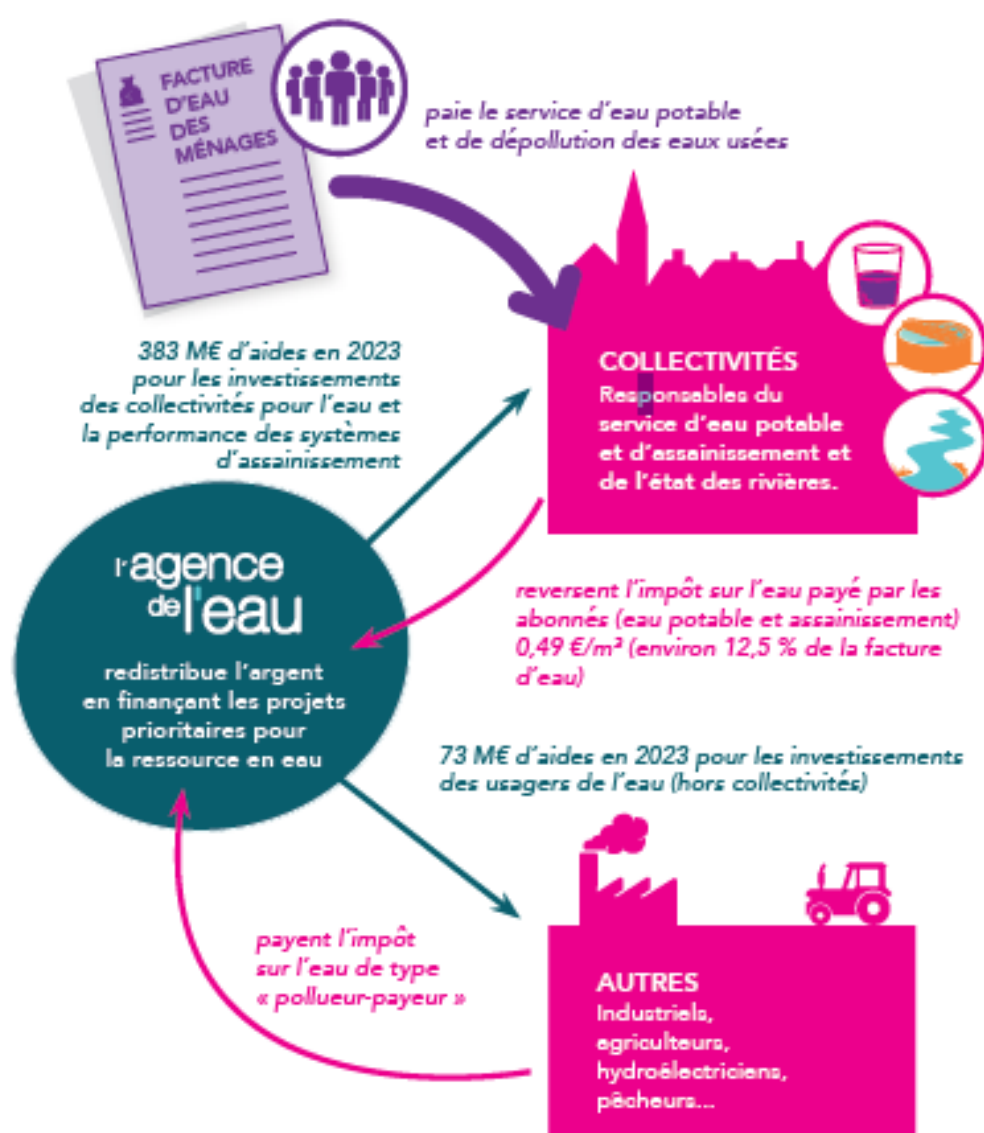 FACTURE
D'EAU
DES
MÉNAGES
paie le service d'eau potable
et de dépollution des eaux usées
383 M€ d'aides en 2023
pour les investissements
des collectivités pour l'eau et
la performance des systèmes
d'assainissement
COLLECTIVITÉS
Responsables du
service d'eau potable
et d'assainissement et
de l'état des rivières.
l'agence
de l'eau
redistribue l'argent
en finançant les projets
prioritaires pour
la ressource en eau
reversent l'impôt sur l'eau payé par les
abonnés (eau potable et assainissement)
0,49 €/m³ (environ 12,5 % de la facture
d'eau)
73 M€ d'aides en 2023 pour les investissements
des usagers de l'eau (hors collectivités)
payent l'impôt
sur l'eau de type
« pollueur-payeur »
AUTRES
Industriels,
agriculteurs,
hydroélectriciens,
pêcheurs...